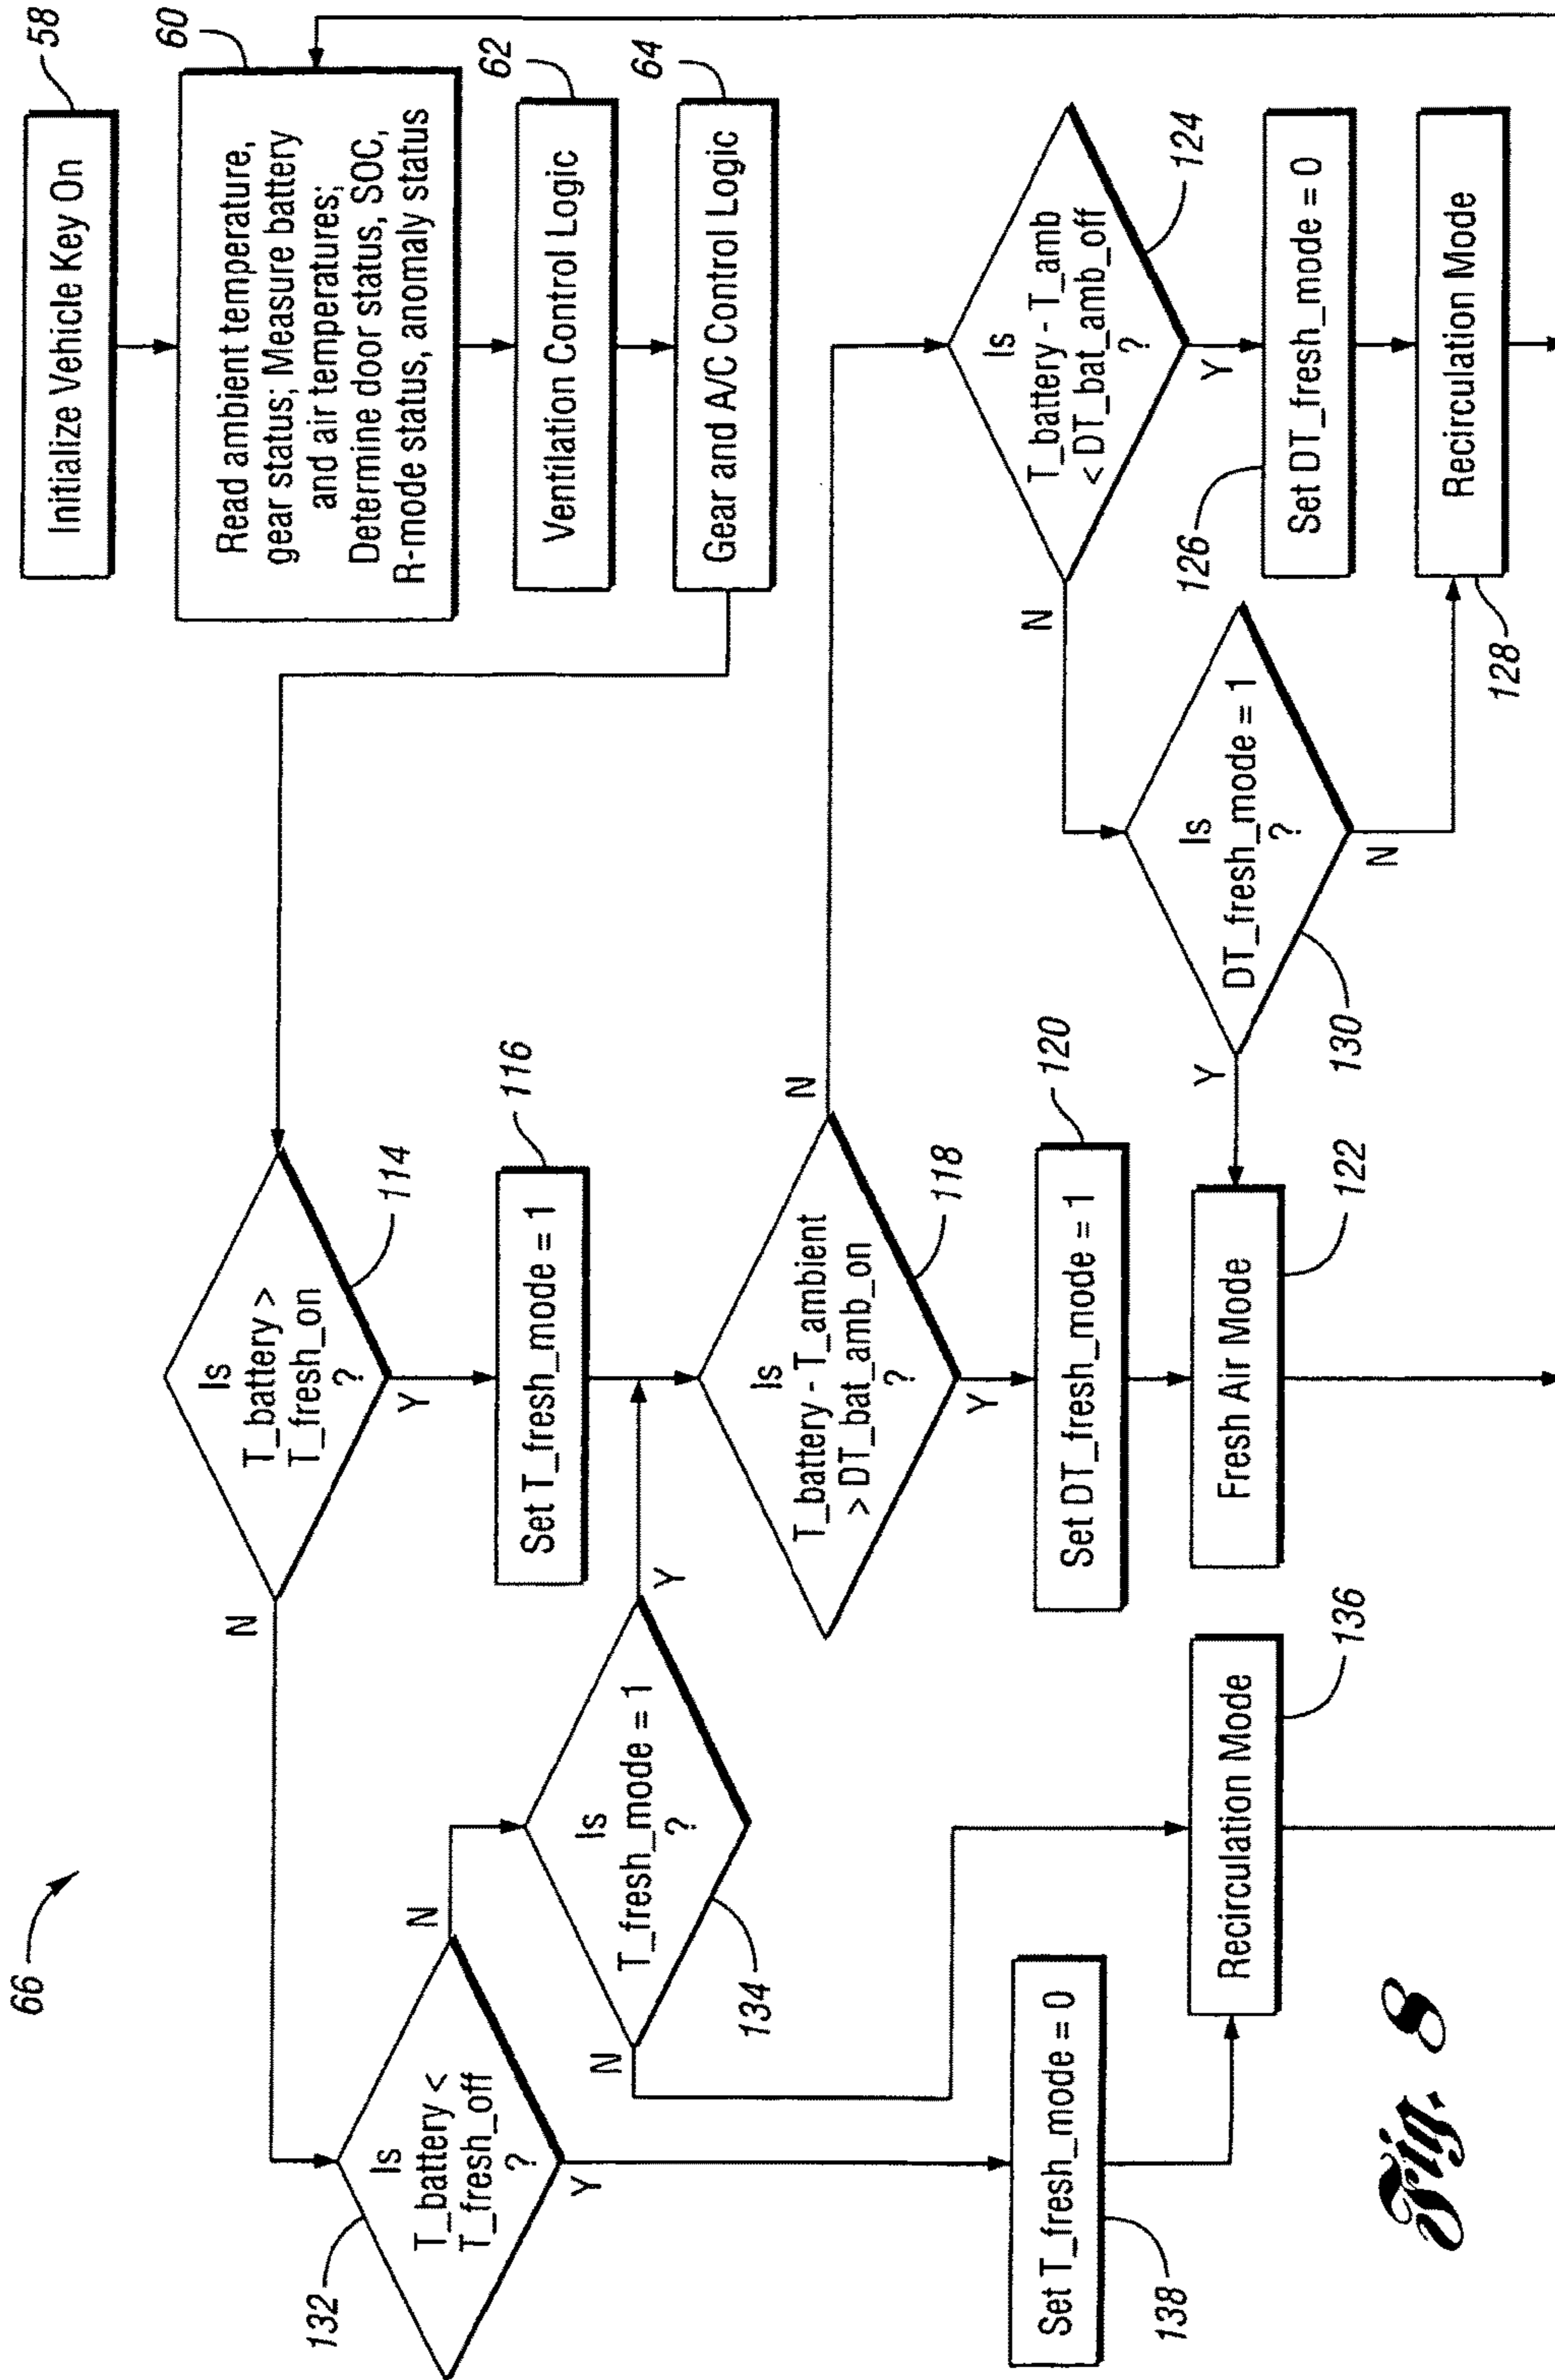 66
Initialize Vehicle Key On
58
Read ambient temperature,
gear status; Measure battery
and air temperatures;
Determine door status, SOC,
R-mode status, anomaly status
60
Ventilation Control Logic
62
Gear and A/C Control Logic
64
Is
T_battery >
T_fresh_on
?
114
N
Y
Set T_fresh_mode = 1
116
132
Is
T_battery <
T_fresh_off
?
N
Y
Is
T_fresh_mode = 1
?
134
N
Y
Is
T_battery - T_ambient
> DT_bat_amb_on
?
118
N
Y
Is
T_battery - T_amb
< DT_bat_amb_off
?
124
N
Y
Set DT_fresh_mode = 1
120
Is
DT_fresh_mode = 1
?
130
Y
N
126
Set DT_fresh_mode = 0
Set T_fresh_mode = 0
138
Recirculation Mode
136
Fresh Air Mode
122
Recirculation Mode
128
Fig. 8